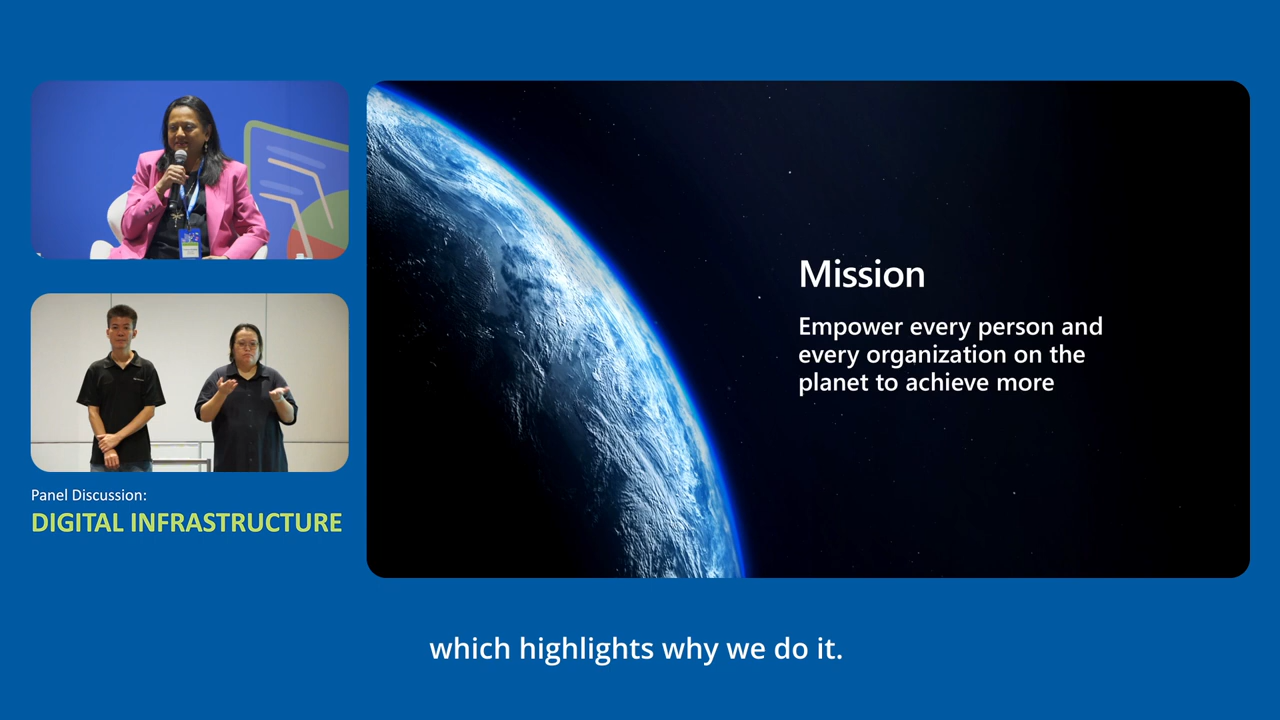 Panel Discussion:
DIGITAL INFRASTRUCTURE
Mission
Empower every person and
every organization on the
planet to achieve more
which highlights why we do it.